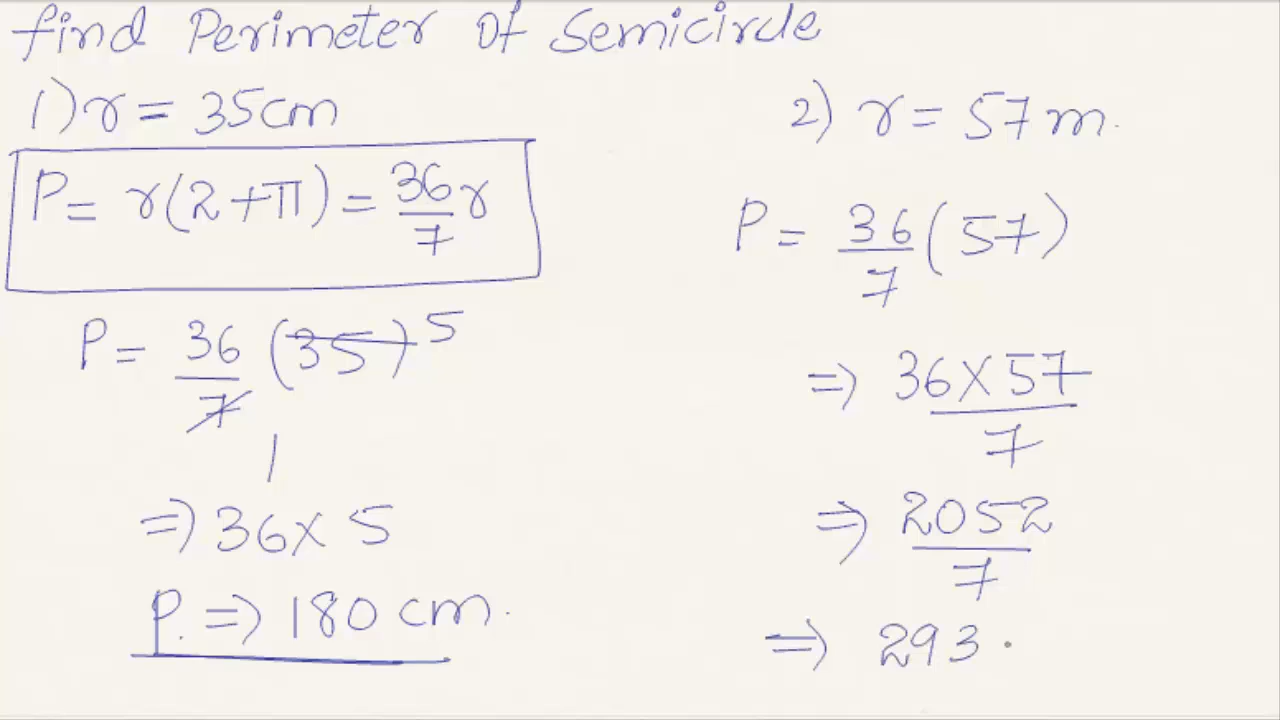 find Perimeter of Semicircle
1) r = 35cm
P = r(2+π) = 36/7 r
P = 36/7 (35) 5
1
=> 36 x 5
P. => 180 cm.
2) r = 57 m.
P = 36/7 (57)
=> 36 x 57/7
=> 2052/7
=> 293.